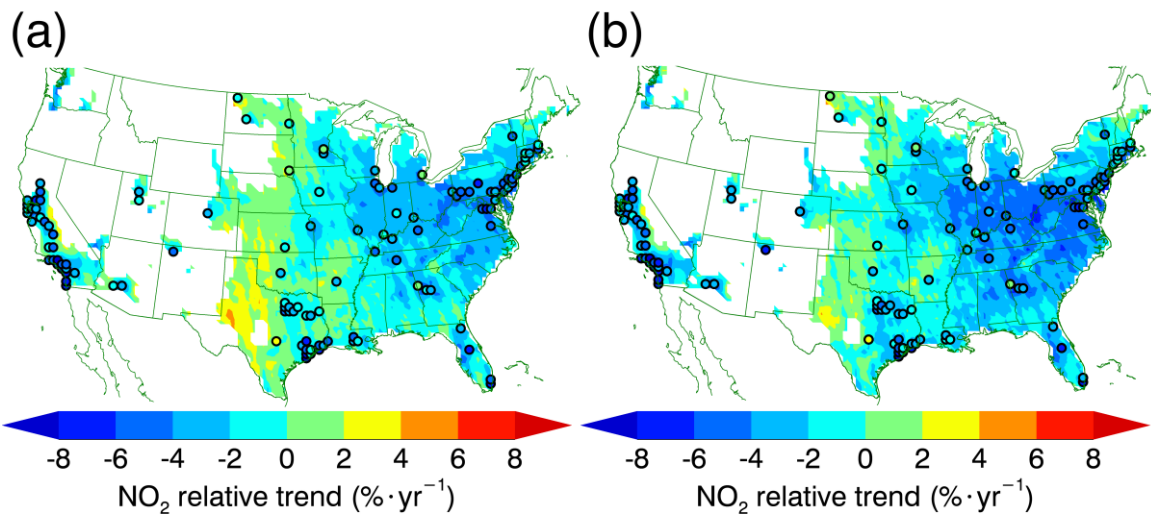 (a)
(b)
-8 -6 -4 -2 0 2 4 6 8
NO₂ relative trend (%·yr⁻¹)
-8 -6 -4 -2 0 2 4 6 8
NO₂ relative trend (%·yr⁻¹)